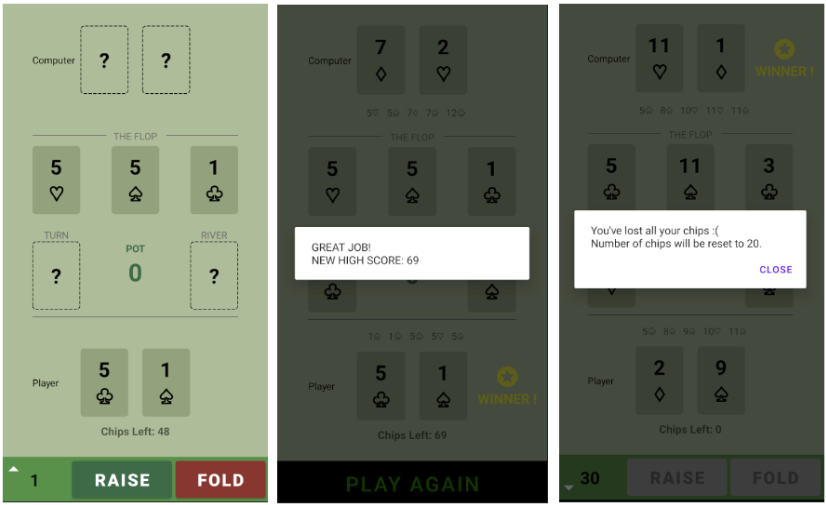 Computer
? ?
THE FLOP
5 5 1
♡ ♤ ♧
TURN
POT
RIVER
? 0 ?
Player
5 1
♧ ♤
Chips Left: 48
1 RAISE FOLD
Computer
7 2
♢ ♡
5 5 7 7 12
THE FLOP
5 5 1
♡ ♤ ♧
GREAT JOB!
NEW HIGH SCORE: 69
♧ ♤
1 1 5 5 5
Player
5 1
♧ ♤
WINNER !
Chips Left: 69
PLAY AGAIN
Computer
11 1
♡ ♢
WINNER !
5 8 10 11 11
THE FLOP
5 11 3
♧ ♤ ♧
You've lost all your chips :(
Number of chips will be reset to 20.
CLOSE
5 8 9 10 11
Player
2 9
♢ ♤
Chips Left: 0
30 RAISE FOLD